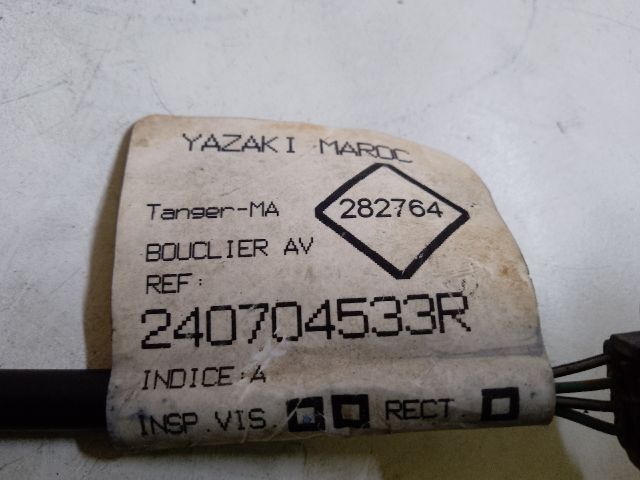 YAZAKI MAROC
Tanger-MA
282764
BOUCLIER AV
REF:
240704533R
INDICE:A
INSP.VIS. RECT.